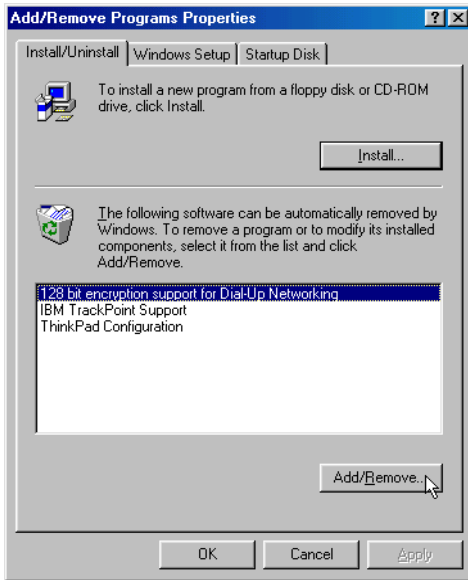 Add/Remove Programs Properties
Install/Uninstall
Windows Setup
Startup Disk
To install a new program from a floppy disk or CD-ROM
drive, click Install.
Install...
The following software can be automatically removed by
Windows. To remove a program or to modify its installed
components, select it from the list and click
Add/Remove.
128 bit encryption support for Dial-Up Networking
IBM TrackPoint Support
ThinkPad Configuration
Add/Remove...
OK
Cancel
Apply